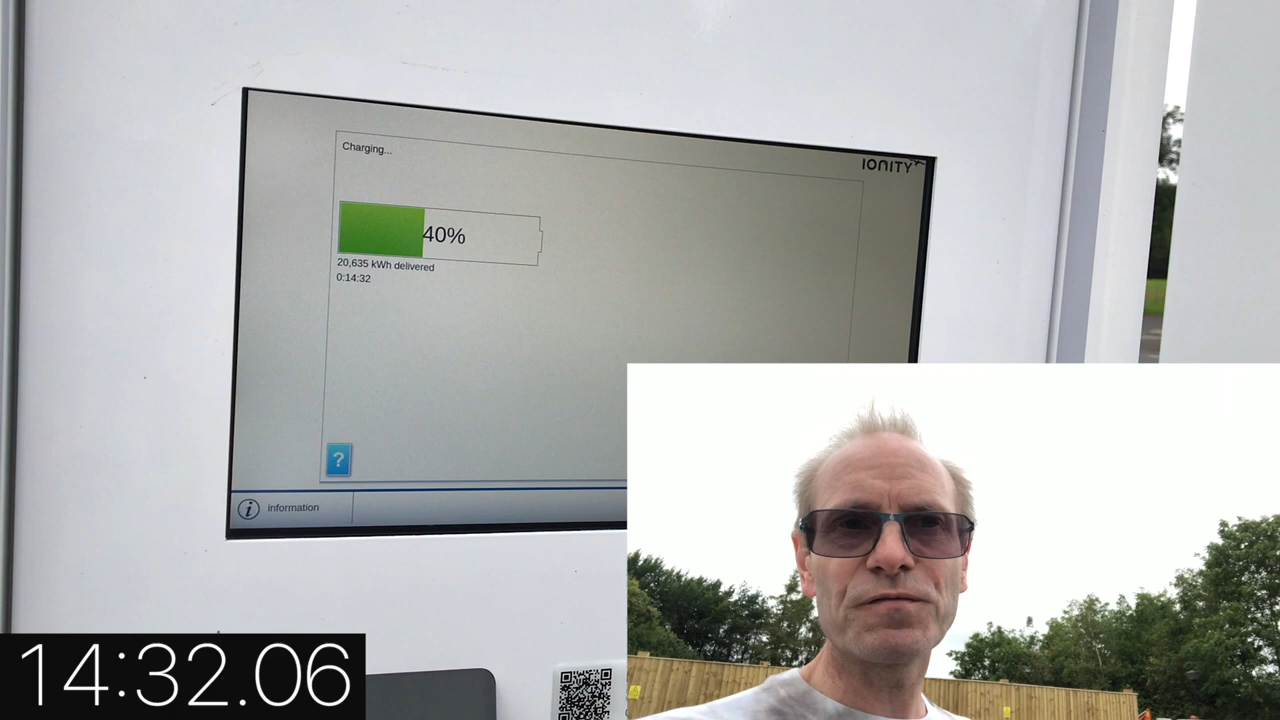 Charging...
IONITY
40%
20,635 kWh delivered
0:14:32
?
i information
14:32.06